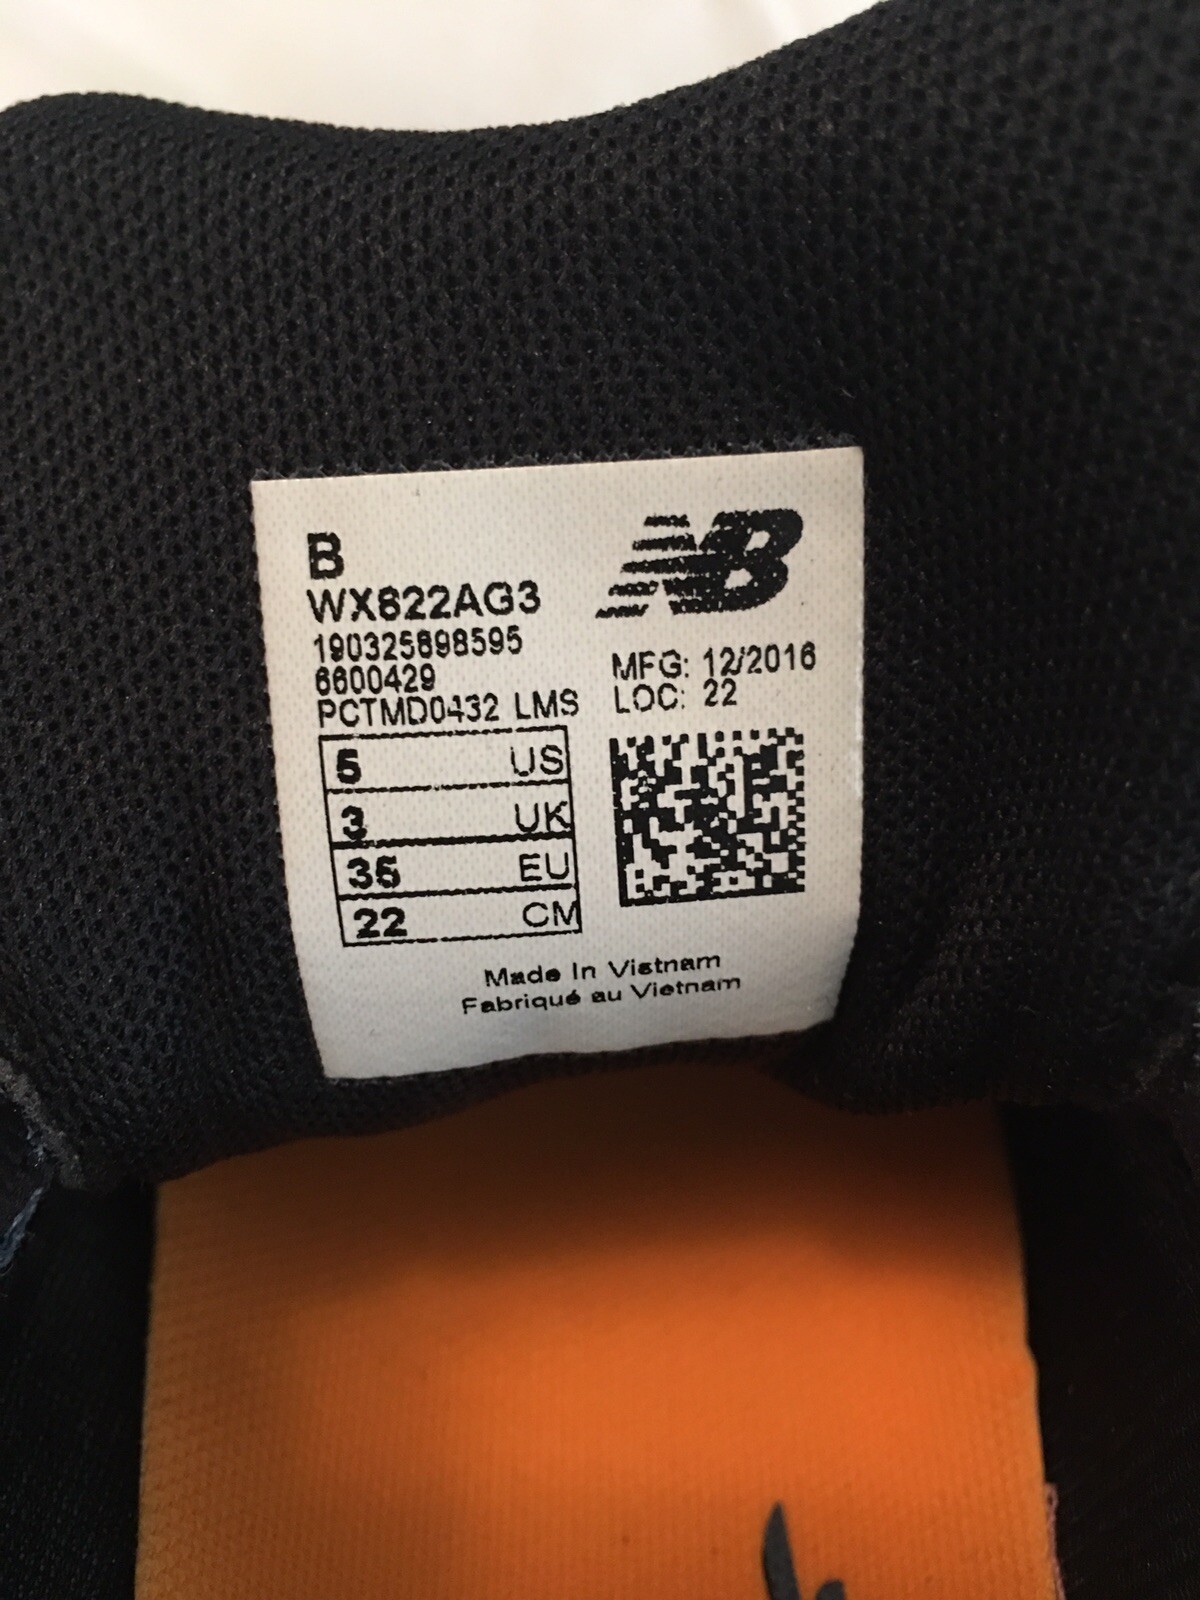 B
NB
WX822AG3
190325898595
6600429
PCTMD0432 LMS
MFG: 12/2016
LOC: 22
5 US
3 UK
35 EU
22 CM
Made In Vietnam
Fabriqué au Vietnam